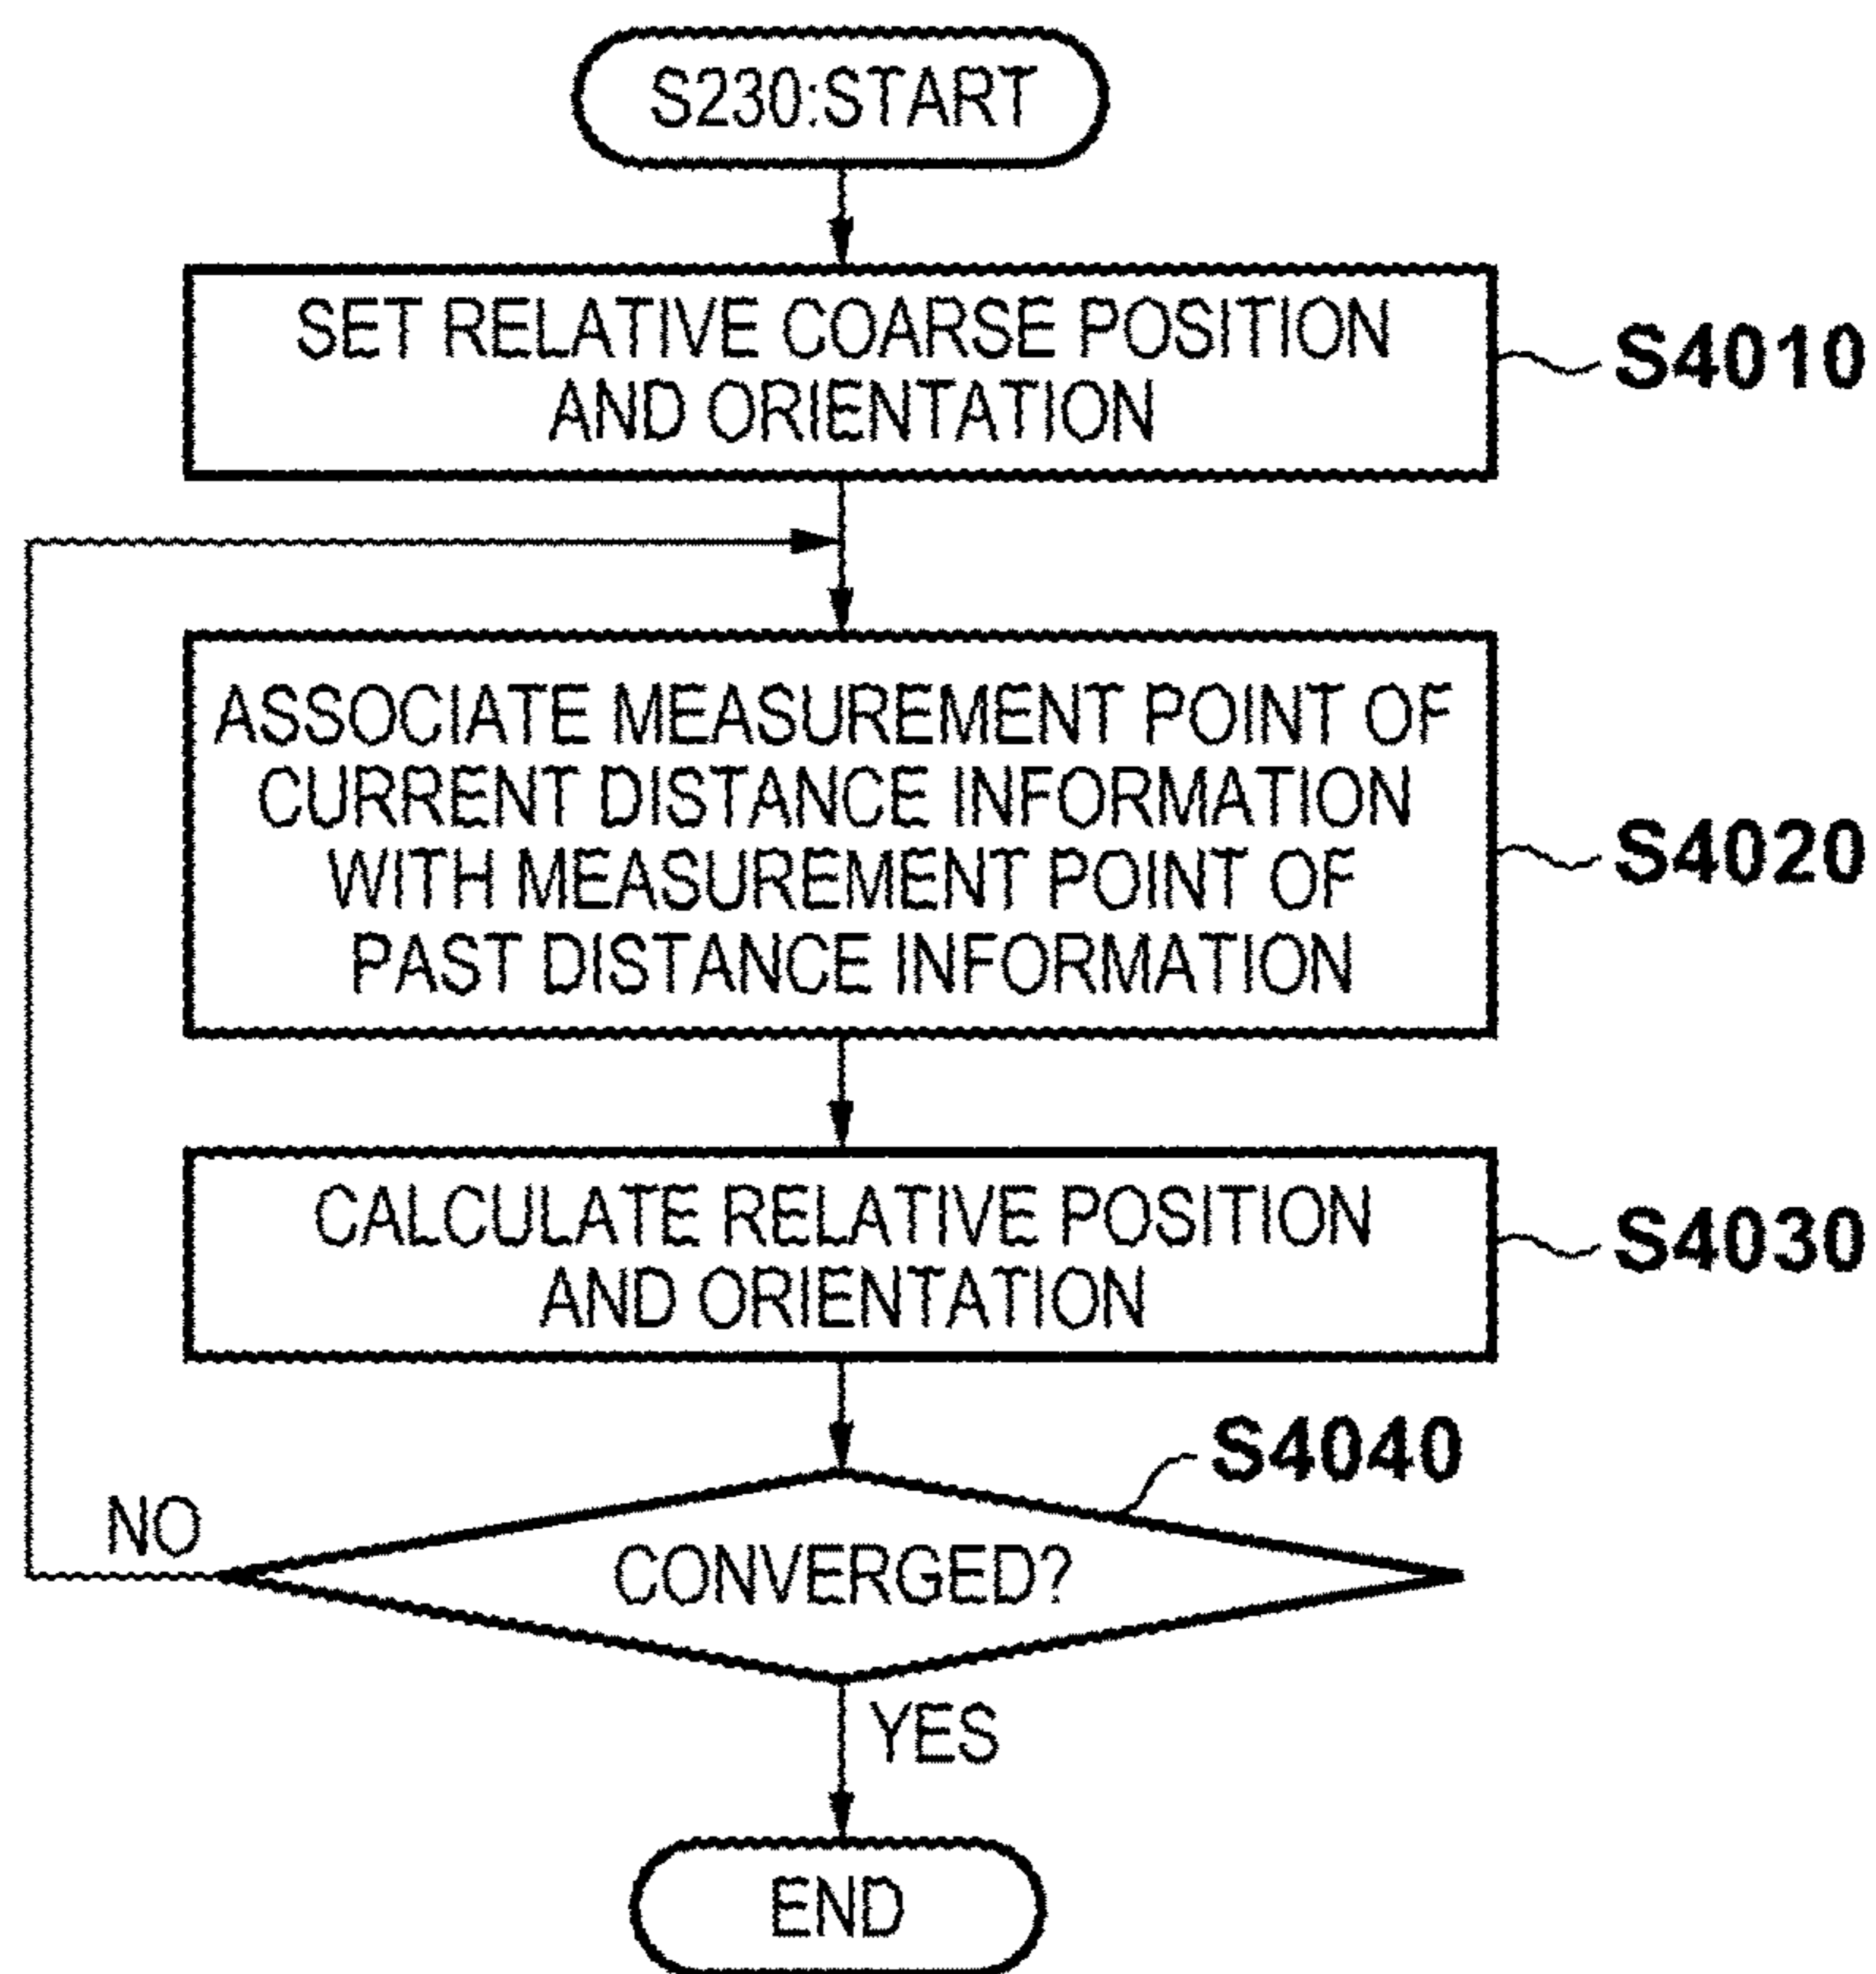 S230:START
SET RELATIVE COARSE POSITION
AND ORIENTATION
S4010
ASSOCIATE MEASUREMENT POINT OF
CURRENT DISTANCE INFORMATION
WITH MEASUREMENT POINT OF
PAST DISTANCE INFORMATION
S4020
CALCULATE RELATIVE POSITION
AND ORIENTATION
S4030
S4040
NO
CONVERGED?
YES
END